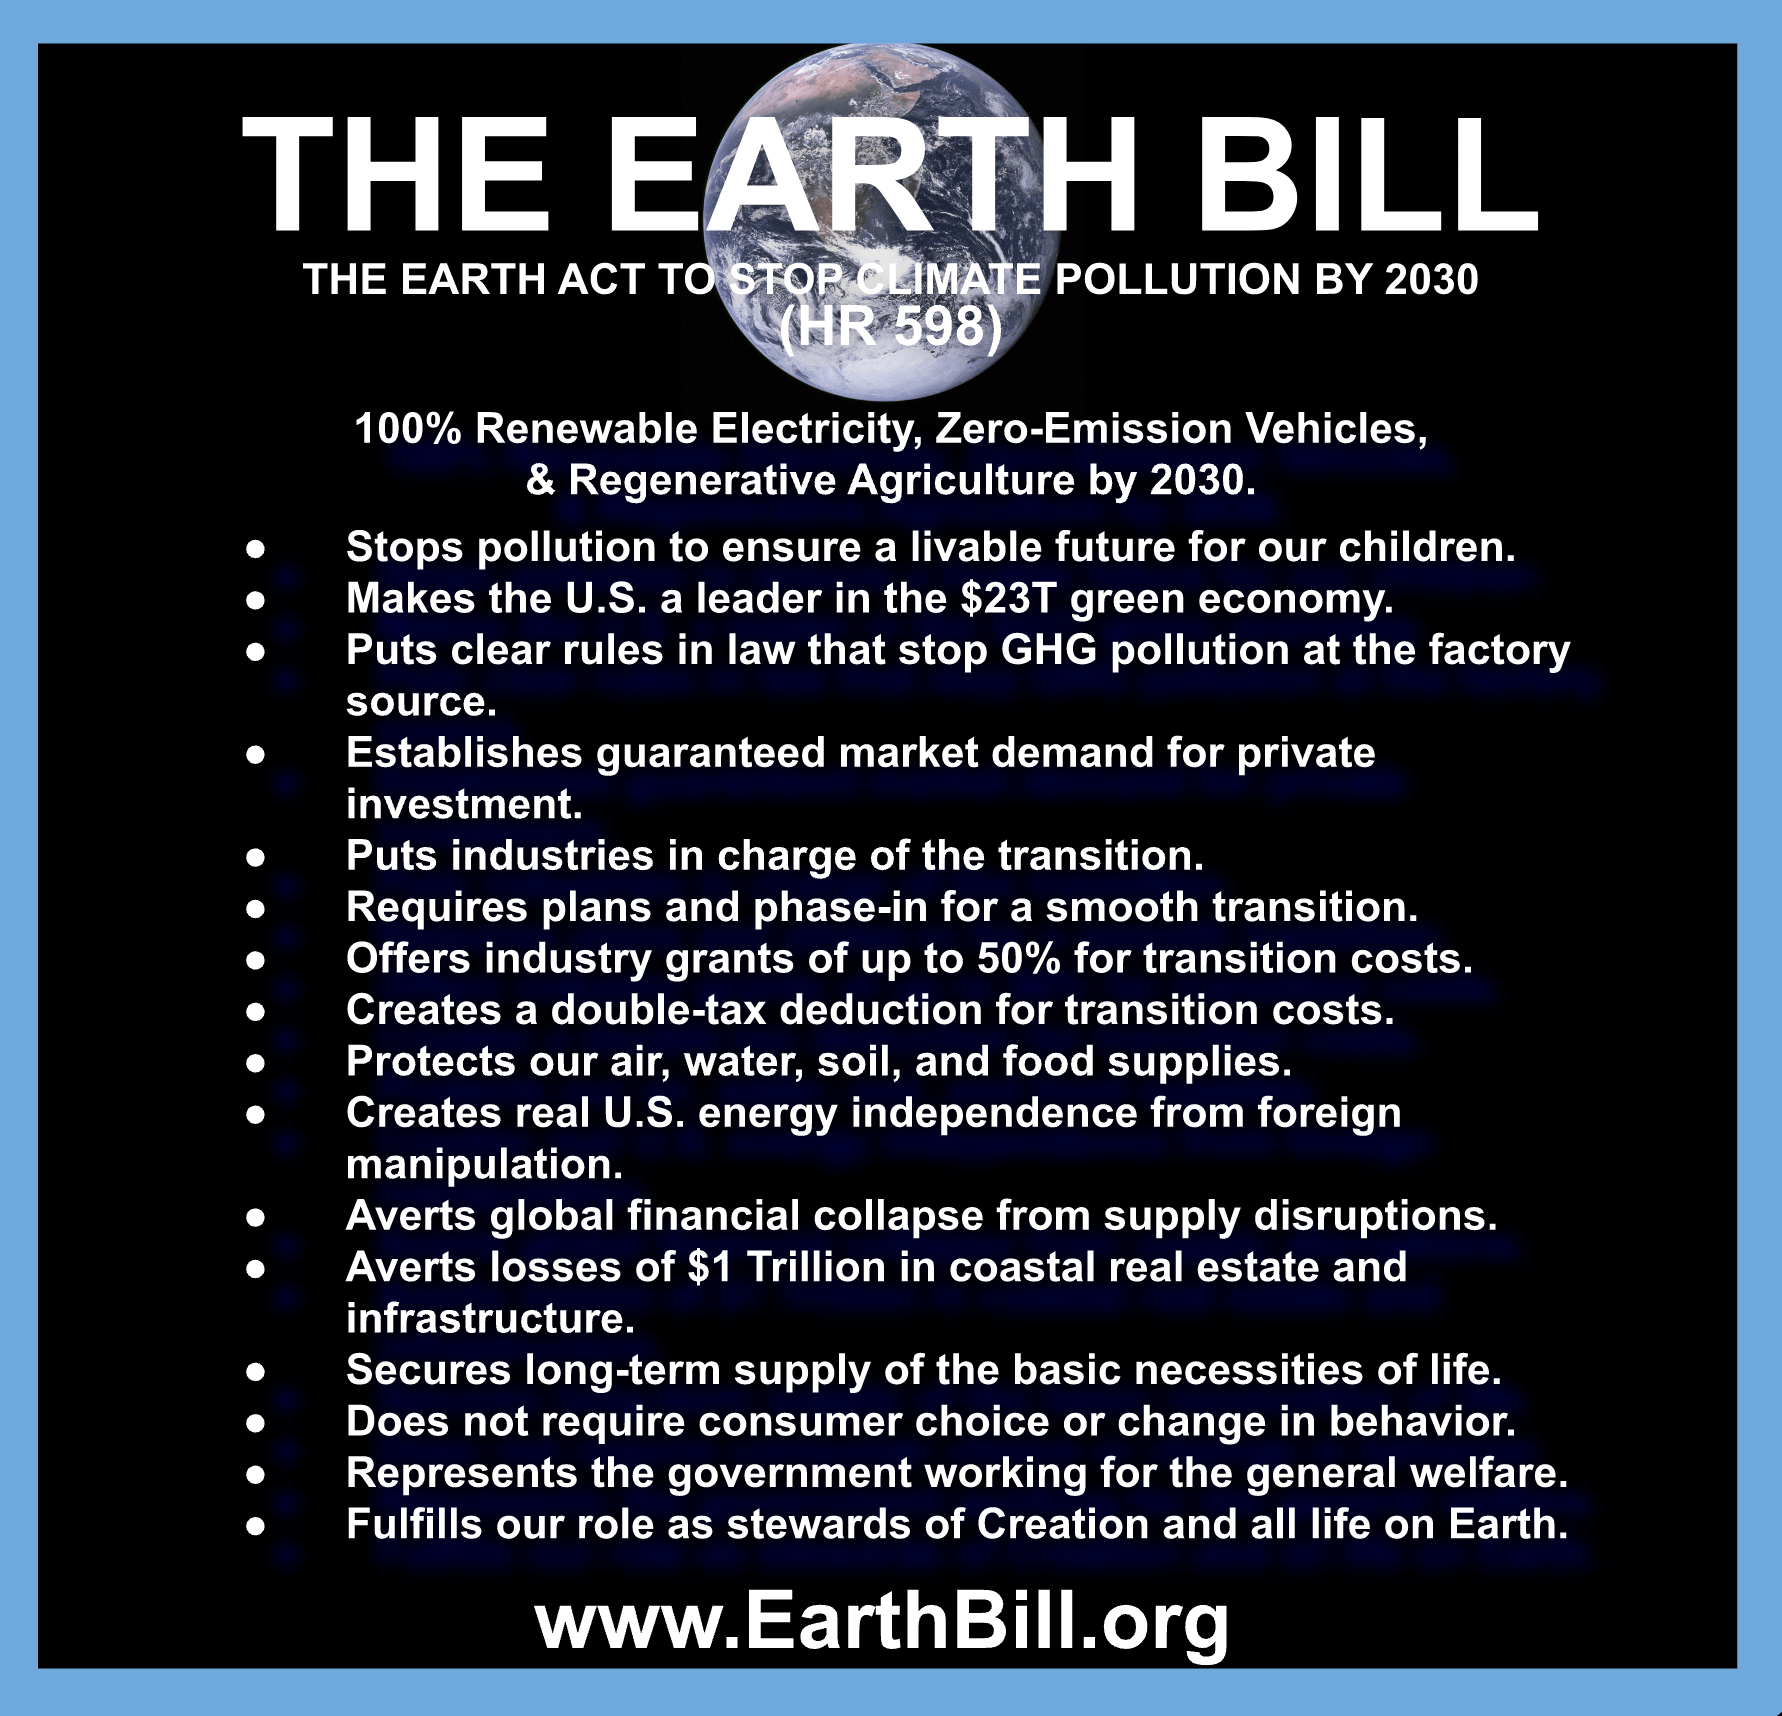 THE EARTH BILL
THE EARTH ACT TO STOP CLIMATE POLLUTION BY 2030
(HR 598)
100% Renewable Electricity, Zero-Emission Vehicles,
& Regenerative Agriculture by 2030.
● Stops pollution to ensure a livable future for our children.
● Makes the U.S. a leader in the $23T green economy.
● Puts clear rules in law that stop GHG pollution at the factory
source.
● Establishes guaranteed market demand for private
investment.
● Puts industries in charge of the transition.
● Requires plans and phase-in for a smooth transition.
● Offers industry grants of up to 50% for transition costs.
● Creates a double-tax deduction for transition costs.
● Protects our air, water, soil, and food supplies.
● Creates real U.S. energy independence from foreign
manipulation.
● Averts global financial collapse from supply disruptions.
● Averts losses of $1 Trillion in coastal real estate and
infrastructure.
● Secures long-term supply of the basic necessities of life.
● Does not require consumer choice or change in behavior.
● Represents the government working for the general welfare.
● Fulfills our role as stewards of Creation and all life on Earth.
www.EarthBill.org